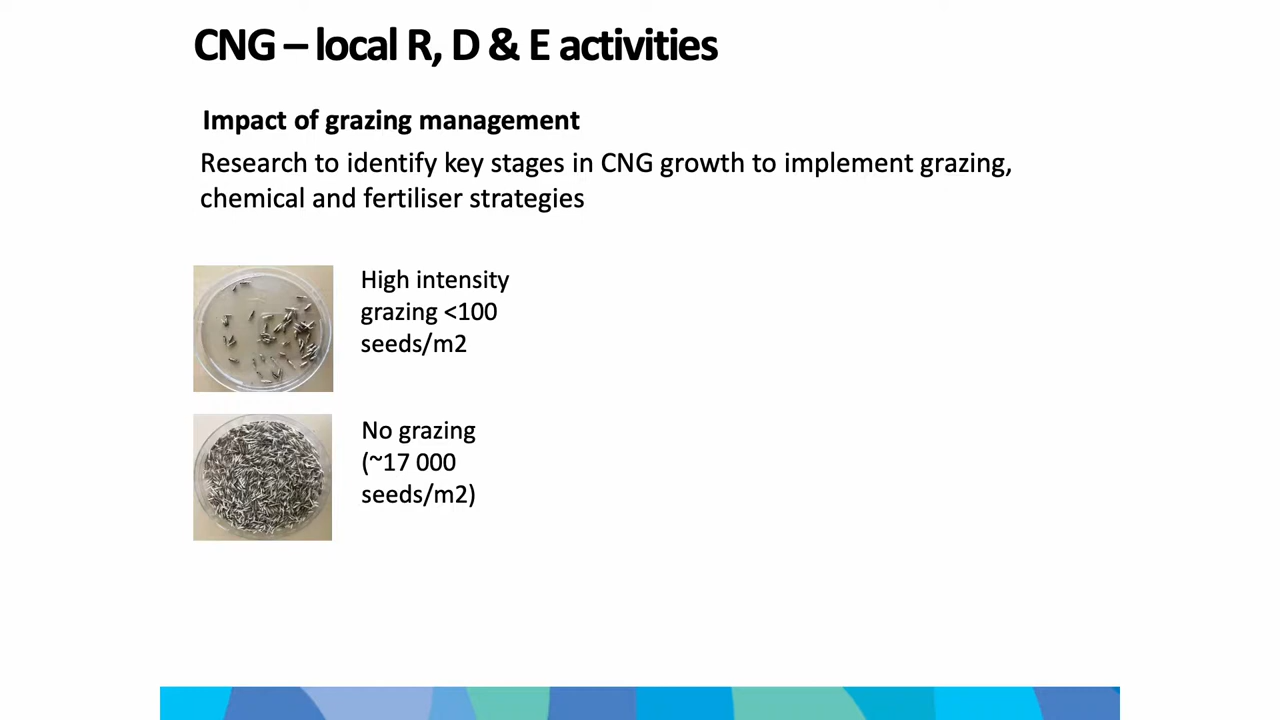 CNG – local R, D & E activities
Impact of grazing management
Research to identify key stages in CNG growth to implement grazing,
chemical and fertiliser strategies
High intensity
grazing <100
seeds/m2
No grazing
(~17 000
seeds/m2)